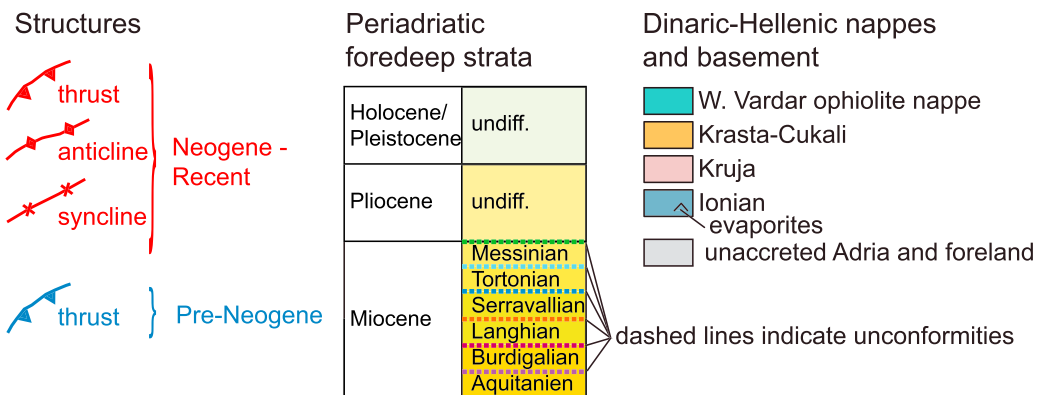 Structures
thrust
anticline
syncline
Neogene -
Recent
thrust
Pre-Neogene
Periadriatic
foredeep strata
Holocene/
Pleistocene
undiff.
Pliocene
undiff.
Miocene
Messinian
Tortonian
Serravallian
Langhian
Burdigalian
Aquitanien
dashed lines indicate unconformities
Dinaric-Hellenic nappes
and basement
W. Vardar ophiolite nappe
Krasta-Cukali
Kruja
Ionian
evaporites
unaccreted Adria and foreland